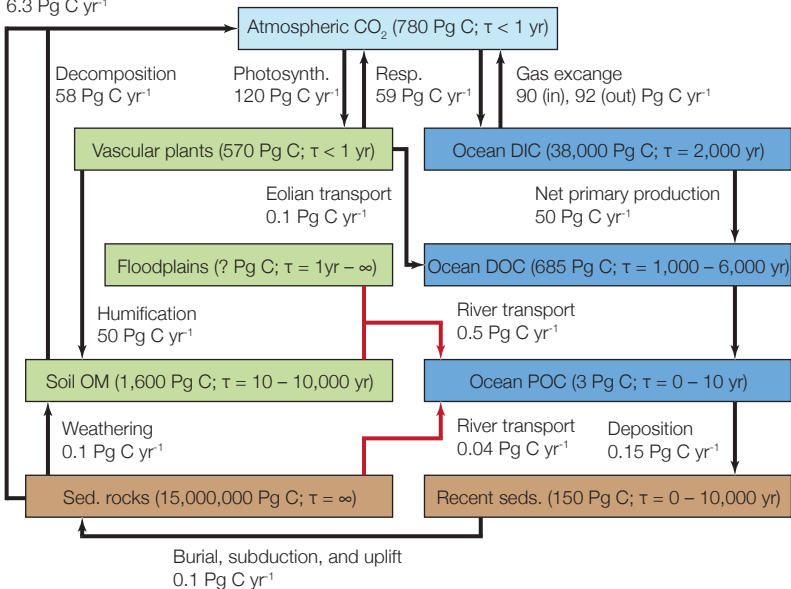 6.3 Pg C yr⁻¹
Atmospheric CO₂ (780 Pg C; τ < 1 yr)
Decomposition
58 Pg C yr⁻¹
Photosynth.
120 Pg C yr⁻¹
Resp.
59 Pg C yr⁻¹
Gas excange
90 (in), 92 (out) Pg C yr⁻¹
Vascular plants (570 Pg C; τ < 1 yr)
Ocean DIC (38,000 Pg C; τ = 2,000 yr)
Eolian transport
0.1 Pg C yr⁻¹
Net primary production
50 Pg C yr⁻¹
Floodplains (? Pg C; τ = 1yr – ∞)
Ocean DOC (685 Pg C; τ = 1,000 – 6,000 yr)
Humification
50 Pg C yr⁻¹
River transport
0.5 Pg C yr⁻¹
Soil OM (1,600 Pg C; τ = 10 – 10,000 yr)
Ocean POC (3 Pg C; τ = 0 – 10 yr)
Weathering
0.1 Pg C yr⁻¹
River transport
0.04 Pg C yr⁻¹
Deposition
0.15 Pg C yr⁻¹
Sed. rocks (15,000,000 Pg C; τ = ∞)
Recent seds. (150 Pg C; τ = 0 – 10,000 yr)
Burial, subduction, and uplift
0.1 Pg C yr⁻¹